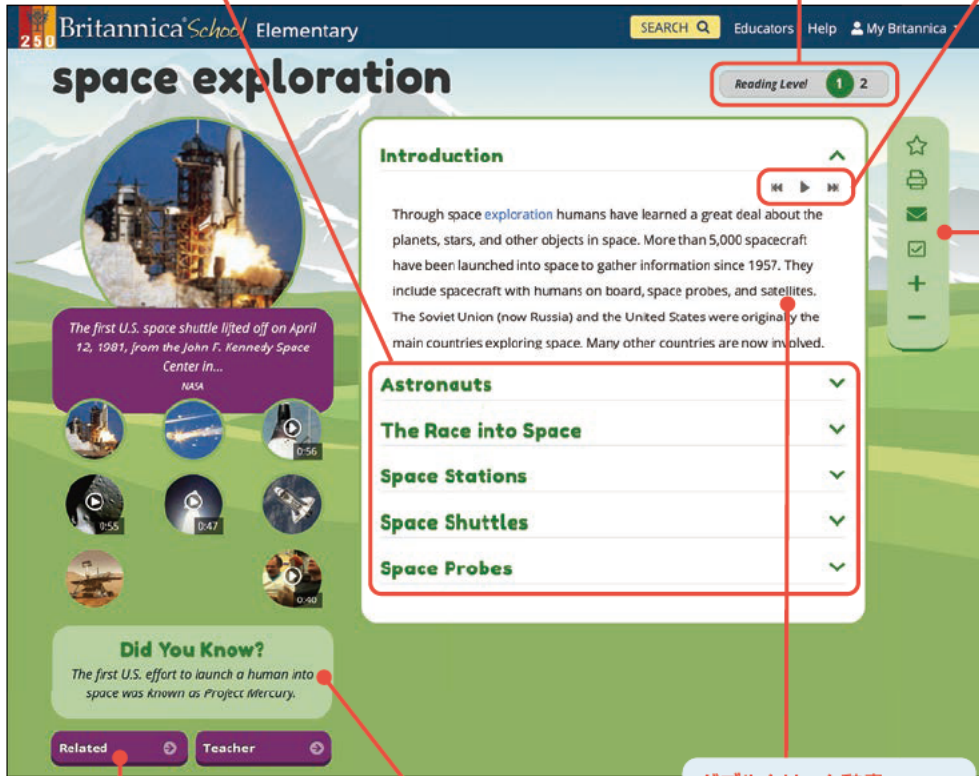 250
Britannica School Elementary
SEARCH
Educators
Help
My Britannica
space exploration
Reading Level 1 2
Introduction
Through space exploration humans have learned a great deal about the
planets, stars, and other objects in space. More than 5,000 spacecraft
have been launched into space to gather information since 1957. They
include spacecraft with humans on board, space probes, and satellites.
The Soviet Union (now Russia) and the United States were originally the
main countries exploring space. Many other countries are now involved.
Astronauts
The Race into Space
Space Stations
Space Shuttles
Space Probes
The first U.S. space shuttle lifted off on April
12, 1981, from the John F. Kennedy Space
Center in...
NASA
0:56
0:55
0:47
0:40
Did You Know?
The first U.S. effort to launch a human into
space was known as Project Mercury.
Related
Teacher